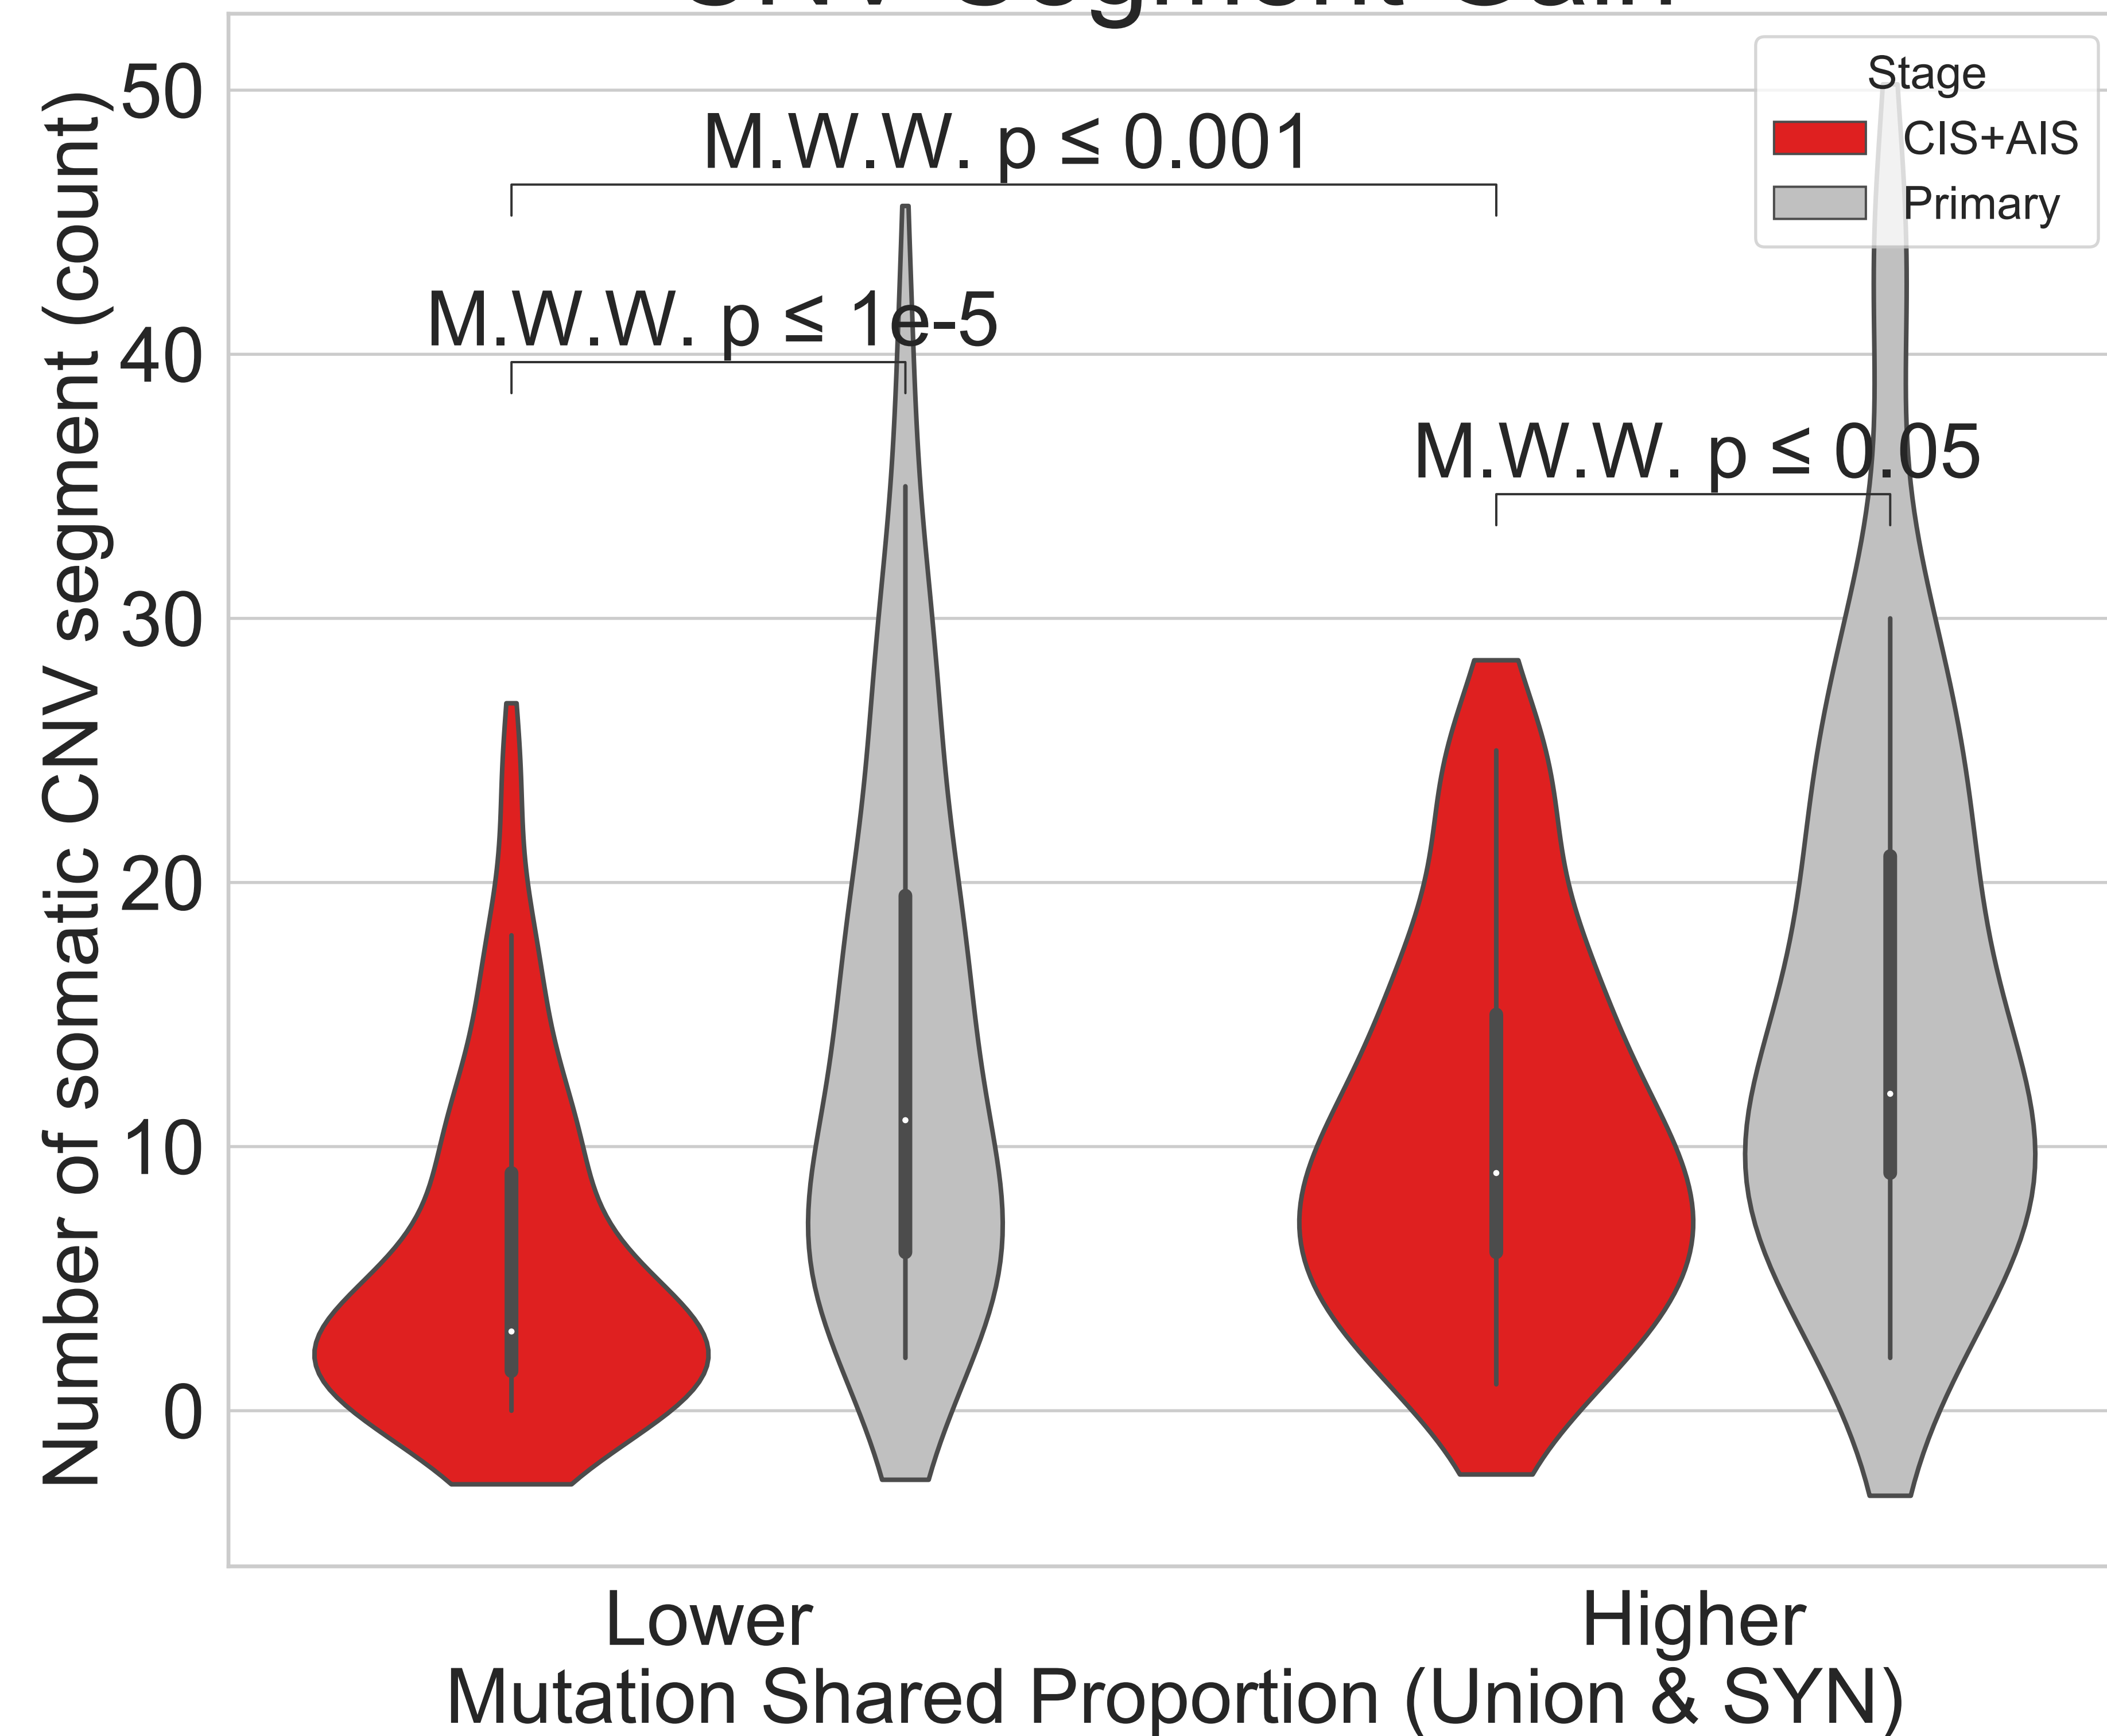 50
40
30
20
10
0
Number of somatic CNV segment (count)
M.W.W. p ≤ 0.001
M.W.W. p ≤ 1e-5
M.W.W. p ≤ 0.05
Stage
CIS+AIS
Primary
Lower
Higher
Mutation Shared Proportion (Union & SYN)